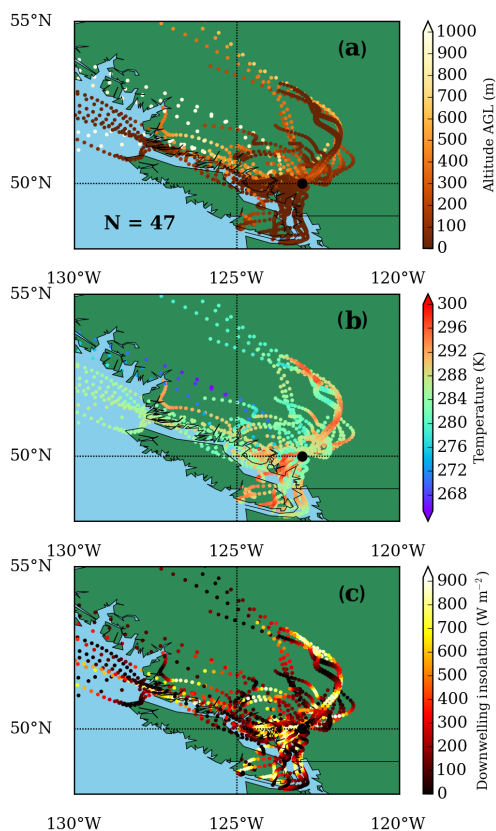 55°N
(a)
50°N
N = 47
130°W
125°W
120°W
1000
900
800
700
600
500
400
300
200
100
0
Altitude AGL (m)
55°N
(b)
50°N
130°W
125°W
120°W
300
296
292
288
284
280
276
272
268
Temperature (K)
55°N
(c)
50°N
130°W
125°W
120°W
900
800
700
600
500
400
300
200
100
0
Downwelling insolation (W m⁻²)